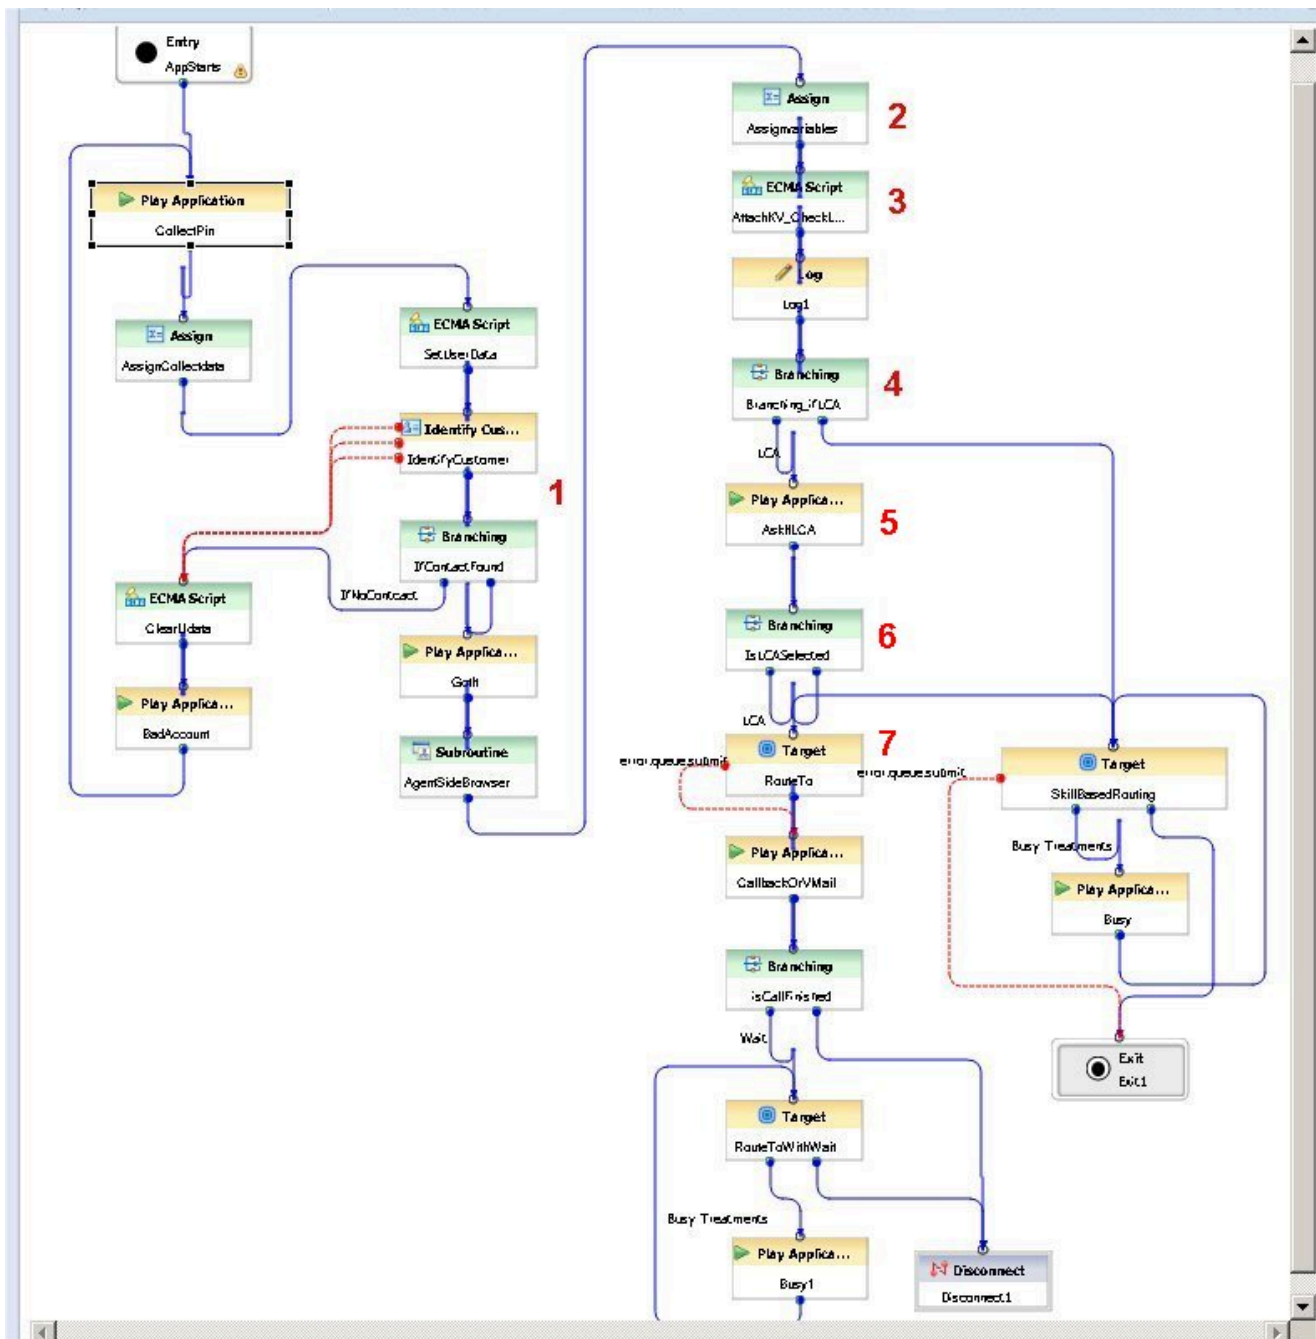 Entry
AppStarts
Play Application
CollectPin
Assign
AssignCollectdata
ECMA Script
SetUserData
Identify Cus...
IdentifyCustomer
1
Branching
IfContactFound
IfNoContract
ECMA Script
ClearUdata
Play Applica...
BadAccount
Play Applica...
Subroutine
AgentSideBrowser
Assign
Assignvariables
2
ECMA Script
AttachKV_CheckL...
3
Log
Log1
Branching
Branching_ifLCA
4
LCA
Play Applica...
5
Branching
IsLCASelected
6
LCA
Target
RouteTo
7
error.queue.submit
Play Applica...
CallbackOrVMail
Branching
isCallFinished
Wait
Target
RouteToWithWait
Busy Treatments
Play Applica...
Busy1
Disconnect
Disconnect1
error.queue.submit
Target
SkillBasedRouting
Busy Treatments
Play Applica...
Busy
Exit
Exit1